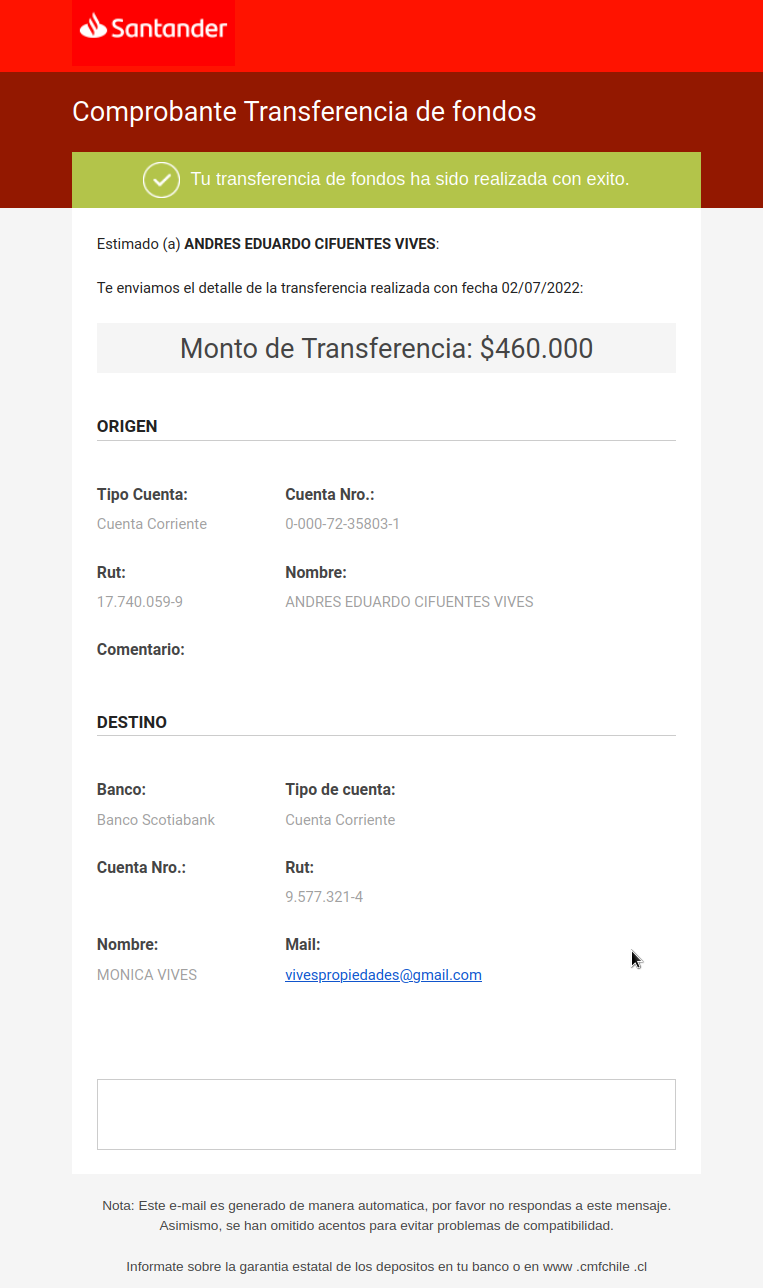 Santander
Comprobante Transferencia de fondos
Tu transferencia de fondos ha sido realizada con exito.
Estimado (a) ANDRES EDUARDO CIFUENTES VIVES:
Te enviamos el detalle de la transferencia realizada con fecha 02/07/2022:
Monto de Transferencia: $460.000
ORIGEN
Tipo Cuenta: Cuenta Nro.:
Cuenta Corriente 0-000-72-35803-1
Rut: Nombre:
17.740.059-9 ANDRES EDUARDO CIFUENTES VIVES
Comentario:
DESTINO
Banco: Tipo de cuenta:
Banco Scotiabank Cuenta Corriente
Cuenta Nro.: Rut:
9.577.321-4
Nombre: Mail:
MONICA VIVES vivespropiedades@gmail.com
Nota: Este e-mail es generado de manera automatica, por favor no respondas a este mensaje.
Asimismo, se han omitido acentos para evitar problemas de compatibilidad.
Informate sobre la garantia estatal de los depositos en tu banco o en www .cmfchile .cl